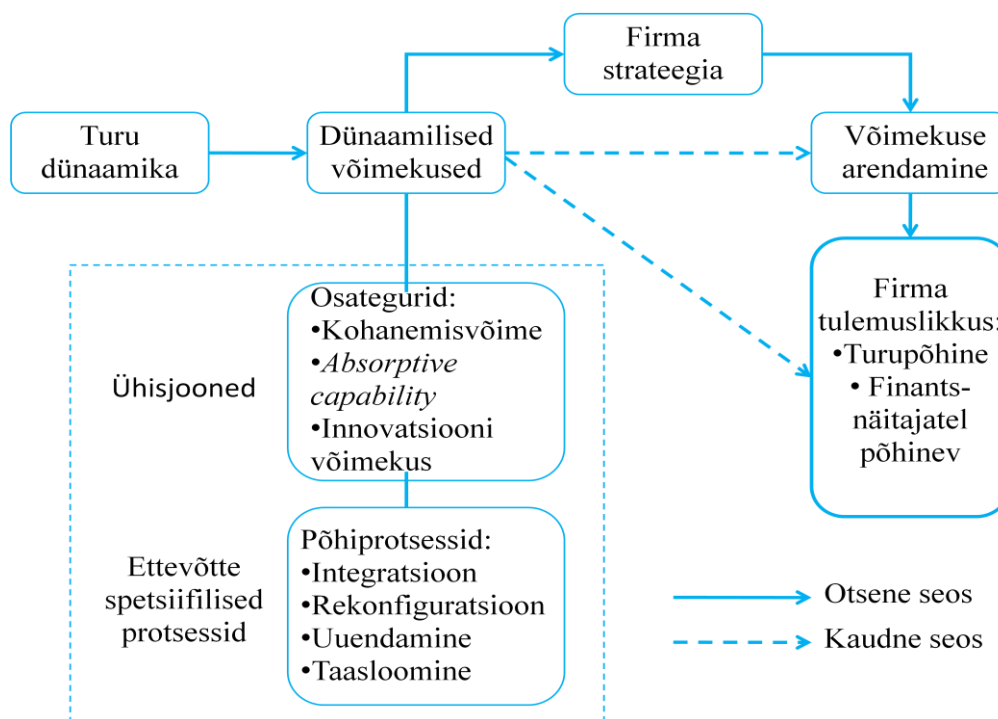 Firma
strateegia
Turu
dünaamika
Dünaamilised
võimekused
Võimekuse
arendamine
Firma
tulemuslikkus:
•Turupõhine
• Finants-
näitajatel
põhinev
Ühisjooned
Osategurid:
•Kohanemisvõime
•Absorptive
capability
•Innovatsiooni
võimekus
Ettevõtte
spetsiifilised
protsessid
Põhiprotsessid:
•Integratsioon
•Rekonfiguratsioon
•Uuendamine
•Taasloomine
Otsene seos
Kaudne seos